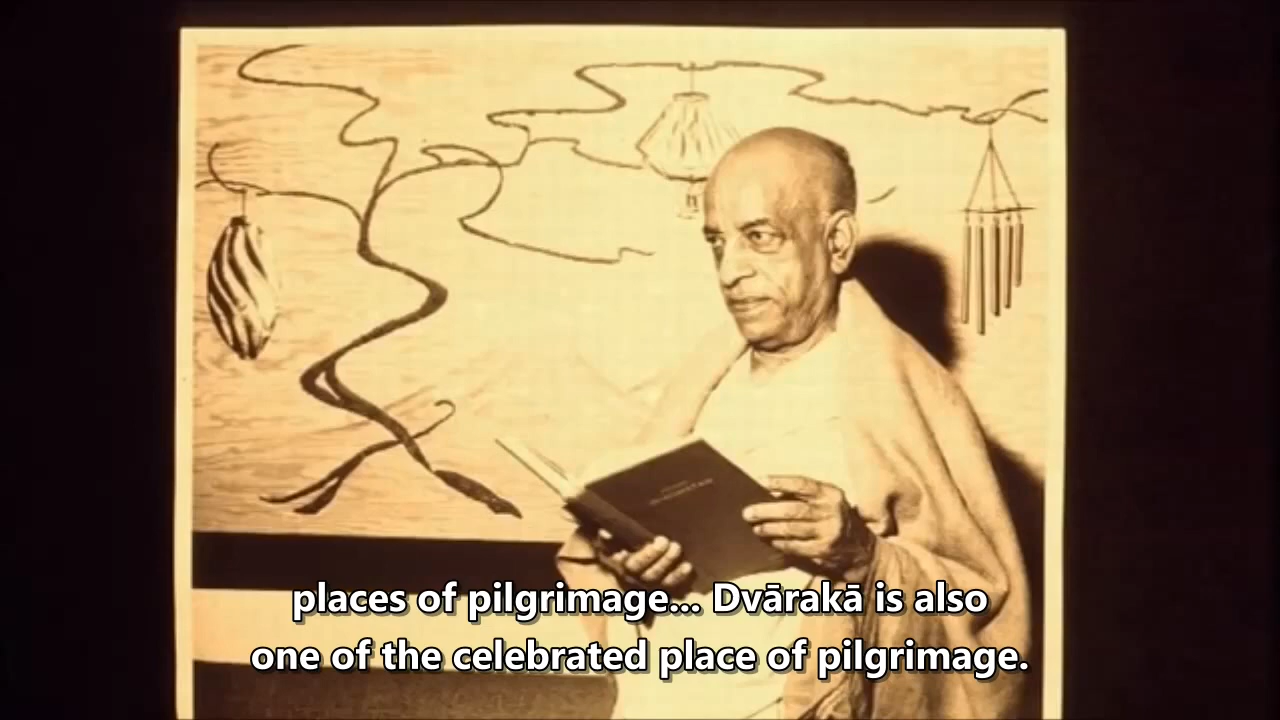 places of pilgrimage... Dvārakā is also
one of the celebrated place of pilgrimage.